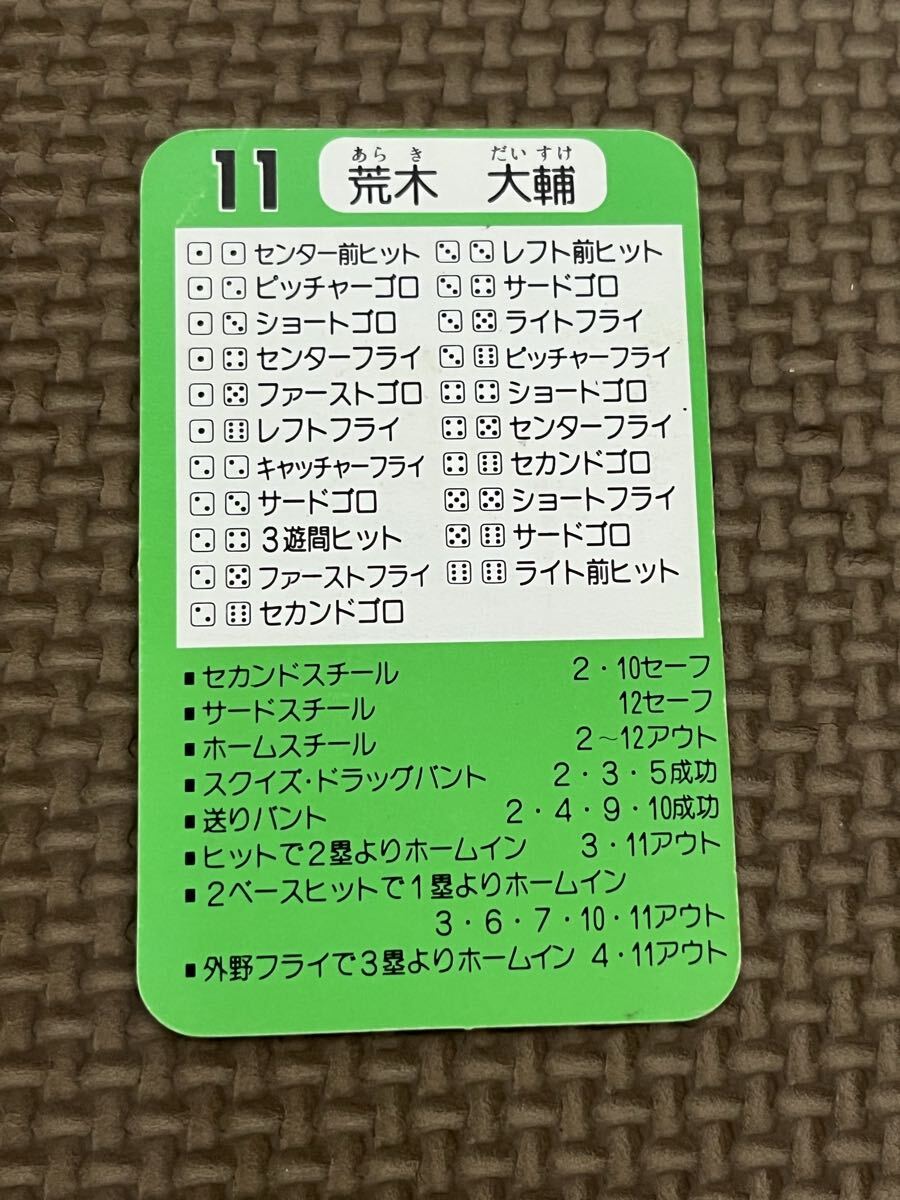 11 荒木 大輔
あらき だいすけ
⚀ ⚀ センター前ヒット
⚀ ⚁ ピッチャーゴロ
⚀ ⚂ ショートゴロ
⚀ ⚃ センターフライ
⚀ ⚄ ファーストゴロ
⚀ ⚅ レフトフライ
⚁ ⚁ キャッチャーフライ
⚁ ⚂ サードゴロ
⚁ ⚃ 3遊間ヒット
⚁ ⚄ ファーストフライ
⚁ ⚅ セカンドゴロ
⚂ ⚂ レフト前ヒット
⚂ ⚃ サードゴロ
⚂ ⚄ ライトフライ
⚂ ⚅ ピッチャーフライ
⚃ ⚃ ショードゴロ
⚃ ⚄ センターフライ
⚃ ⚅ セカンドゴロ
⚄ ⚄ ショートフライ
⚄ ⚅ サードゴロ
⚅ ⚅ ライト前ヒット
■セカンドスチール 2・10セーフ
■サードスチール 12セーフ
■ホームスチール 2～12アウト
■スクイズ・ドラッグバント 2・3・5成功
■送りバント 2・4・9・10成功
■ヒットで2塁よりホームイン 3・11アウト
■2ベースヒットで1塁よりホームイン
3・6・7・10・11アウト
■外野フライで3塁よりホームイン 4・11アウト